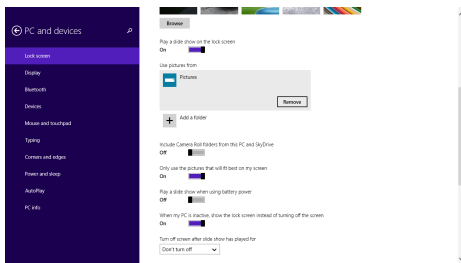 PC and devices
Lock screen
Display
Bluetooth
Devices
Mouse and touchpad
Typing
Corners and edges
Power and sleep
AutoPlay
PC info
Browse
Play a slide show on the lock screen
On
Use pictures from
Pictures
Remove
Add a folder
Include Camera Roll folders from this PC and SkyDrive
Off
Only use the pictures that will fit best on my screen
On
Play a slide show when using battery power
Off
When my PC is inactive, show the lock screen instead of turning off the screen
On
Turn off screen after slide show has played for
Don't turn off